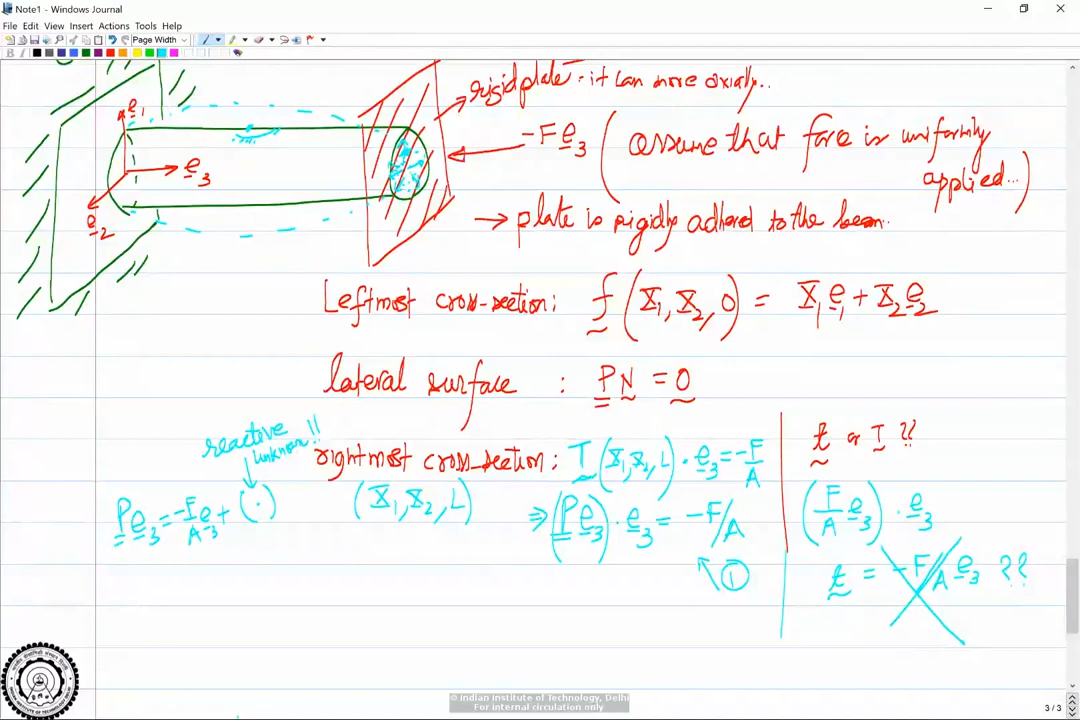 Note1 - Windows Journal
File Edit View Insert Actions Tools Help
Page Width
rigid plate - it can move axially..
e1
e3
e2
-F e3 ( assume that force is uniformly
applied... )
→ plate is rigidly adhered to the beam.
Leftmost cross-section: f (X1, X2, 0) = X1 e1 + X2 e2
lateral surface : P N = 0
reactive
unknown!!
rightmost cross-section: T (X1, X2, L) · e3 = -F/A
(X1, X2, L)
⇒ (P e3) · e3 = -F/A
①
P e3 = -F/A e3 + (·)
t or T ??
(F/A e3) · e3
t = -F/A e3 ??
© Indian Institute of Technology, Delhi
For internal circulation only
3 / 3